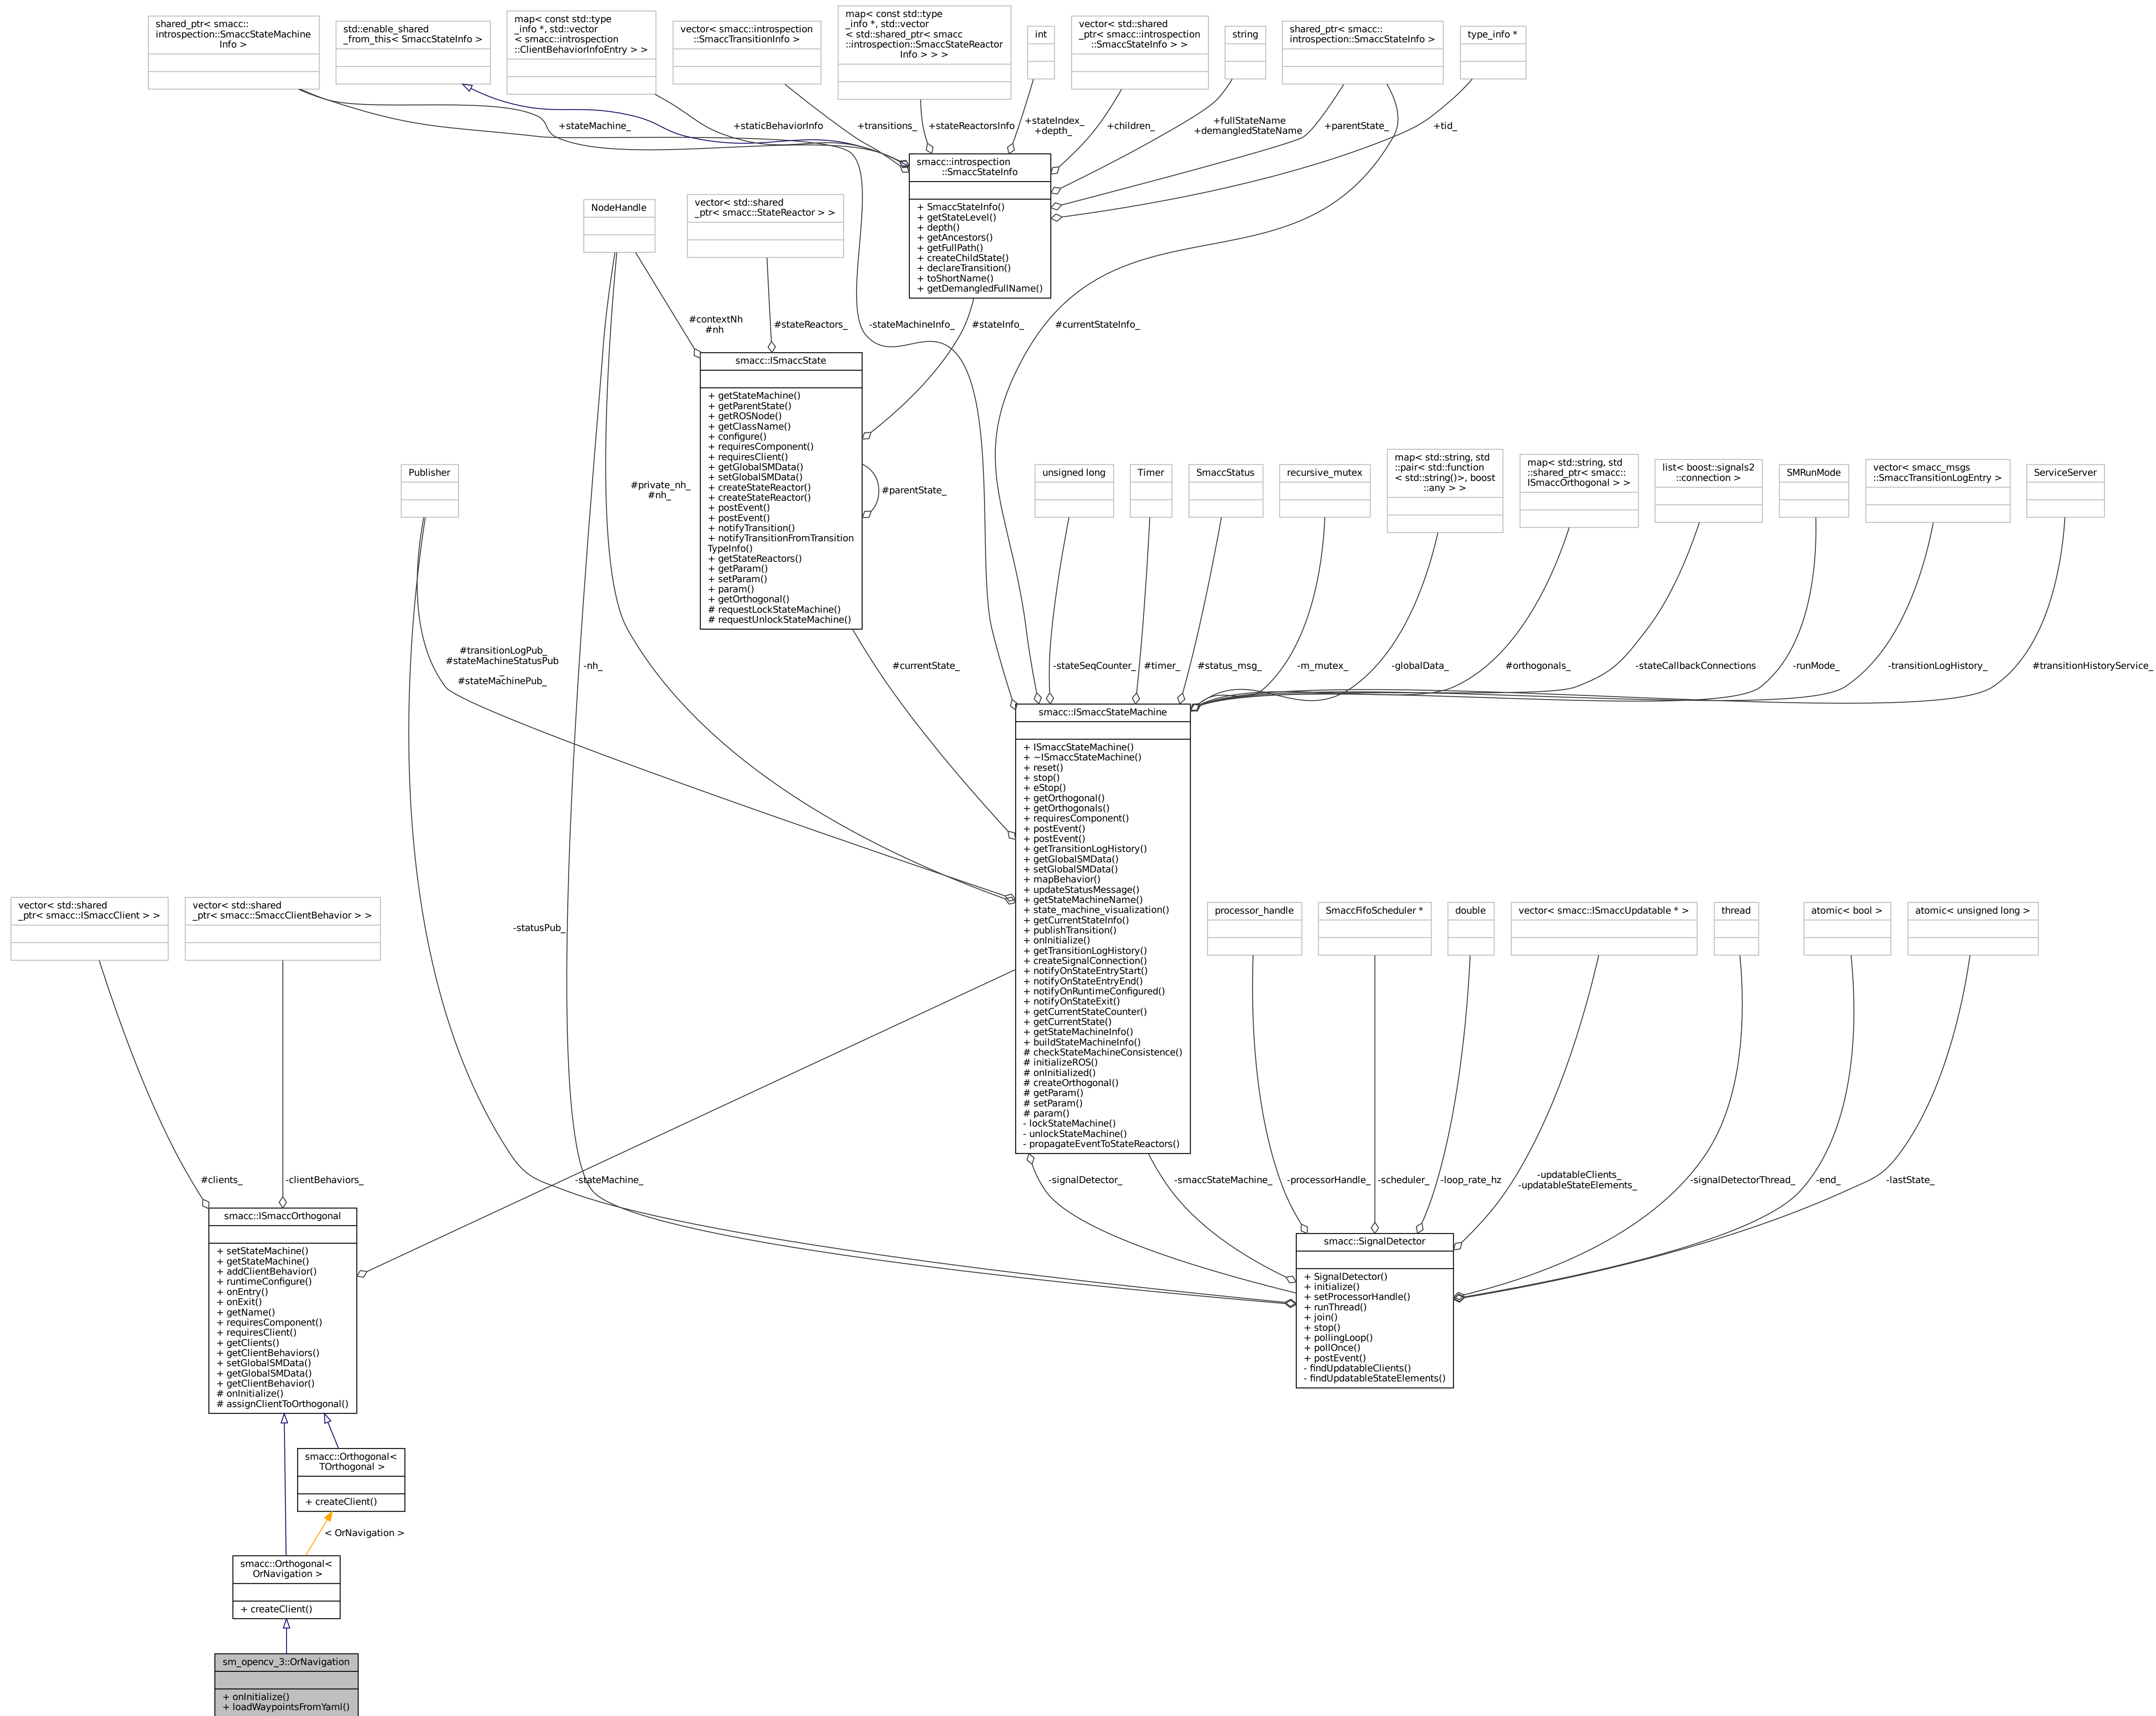 shared_ptr< smacc::
introspection::SmaccStateMachine
Info >
std::enable_shared
_from_this< SmaccStateInfo >
map< const std::type
_info *, std::vector
< smacc::introspection
::ClientBehaviorInfoEntry > >
vector< smacc::introspection
::SmaccTransitionInfo >
map< const std::type
_info *, std::vector
< std::shared_ptr< smacc
::introspection::SmaccStateReactor
Info > > >
int
vector< std::shared
_ptr< smacc::introspection
::SmaccStateInfo > >
string
shared_ptr< smacc::
introspection::SmaccStateInfo >
type_info *
+stateMachine_
+staticBehaviorInfo
+transitions_
+stateReactorsInfo
+stateIndex_
+depth_
+children_
+fullStateName
+demangledStateName
+parentState_
+tid_
smacc::introspection
::SmaccStateInfo
+ SmaccStateInfo()
+ getStateLevel()
+ depth()
+ getAncestors()
+ getFullPath()
+ createChildState()
+ declareTransition()
+ toShortName()
+ getDemangledFullName()
NodeHandle
vector< std::shared
_ptr< smacc::StateReactor > >
#contextNh
#nh
#stateReactors_
-stateMachineInfo_
#stateInfo_
#currentStateInfo_
smacc::ISmaccState
+ getStateMachine()
+ getParentState()
+ getROSNode()
+ getClassName()
+ configure()
+ requiresComponent()
+ requiresClient()
+ getGlobalSMData()
+ setGlobalSMData()
+ createStateReactor()
+ createStateReactor()
+ postEvent()
+ postEvent()
+ notifyTransition()
+ notifyTransitionFromTransition
TypeInfo()
+ getStateReactors()
+ getParam()
+ setParam()
+ param()
+ getOrthogonal()
# requestLockStateMachine()
# requestUnlockStateMachine()
#parentState_
Publisher
#private_nh_
#nh_
unsigned long
Timer
SmaccStatus
recursive_mutex
map< std::string, std
::pair< std::function
< std::string()>, boost
::any > >
map< std::string, std
::shared_ptr< smacc::
ISmaccOrthogonal > >
list< boost::signals2
::connection >
SMRunMode
vector< smacc_msgs
::SmaccTransitionLogEntry >
ServiceServer
#transitionLogPub_
#stateMachineStatusPub
_
#stateMachinePub_
-nh_
#currentState_
-stateSeqCounter_
#timer_
#status_msg_
-m_mutex_
-globalData_
#orthogonals_
-stateCallbackConnections
-runMode_
-transitionLogHistory_
#transitionHistoryService_
smacc::ISmaccStateMachine
+ ISmaccStateMachine()
+ ~ISmaccStateMachine()
+ reset()
+ stop()
+ eStop()
+ getOrthogonal()
+ getOrthogonals()
+ requiresComponent()
+ postEvent()
+ postEvent()
+ getTransitionLogHistory()
+ getGlobalSMData()
+ setGlobalSMData()
+ mapBehavior()
+ updateStatusMessage()
+ getStateMachineName()
+ state_machine_visualization()
+ getCurrentStateInfo()
+ publishTransition()
+ onInitialize()
+ getTransitionLogHistory()
+ createSignalConnection()
+ notifyOnStateEntryStart()
+ notifyOnStateEntryEnd()
+ notifyOnRuntimeConfigured()
+ notifyOnStateExit()
+ getCurrentStateCounter()
+ getCurrentState()
+ getStateMachineInfo()
+ buildStateMachineInfo()
# checkStateMachineConsistence()
# initializeROS()
# onInitialized()
# createOrthogonal()
# getParam()
# setParam()
# param()
- lockStateMachine()
- unlockStateMachine()
- propagateEventToStateReactors()
vector< std::shared
_ptr< smacc::ISmaccClient > >
vector< std::shared
_ptr< smacc::SmaccClientBehavior > >
-statusPub_
processor_handle
SmaccFifoScheduler *
double
vector< smacc::ISmaccUpdatable * >
thread
atomic< bool >
atomic< unsigned long >
#clients_
-clientBehaviors_
-stateMachine_
-signalDetector_
-smaccStateMachine_
-processorHandle_
-scheduler_
-loop_rate_hz
-updatableClients_
-updatableStateElements_
-signalDetectorThread_
-end_
-lastState_
smacc::ISmaccOrthogonal
+ setStateMachine()
+ getStateMachine()
+ addClientBehavior()
+ runtimeConfigure()
+ onEntry()
+ onExit()
+ getName()
+ requiresComponent()
+ requiresClient()
+ getClients()
+ getClientBehaviors()
+ setGlobalSMData()
+ getGlobalSMData()
+ getClientBehavior()
# onInitialize()
# assignClientToOrthogonal()
smacc::SignalDetector
+ SignalDetector()
+ initialize()
+ setProcessorHandle()
+ runThread()
+ join()
+ stop()
+ pollingLoop()
+ pollOnce()
+ postEvent()
- findUpdatableClients()
- findUpdatableStateElements()
smacc::Orthogonal<
TOrthogonal >
+ createClient()
< OrNavigation >
smacc::Orthogonal<
OrNavigation >
+ createClient()
sm_opencv_3::OrNavigation
+ onInitialize()
+ loadWaypointsFromYaml()